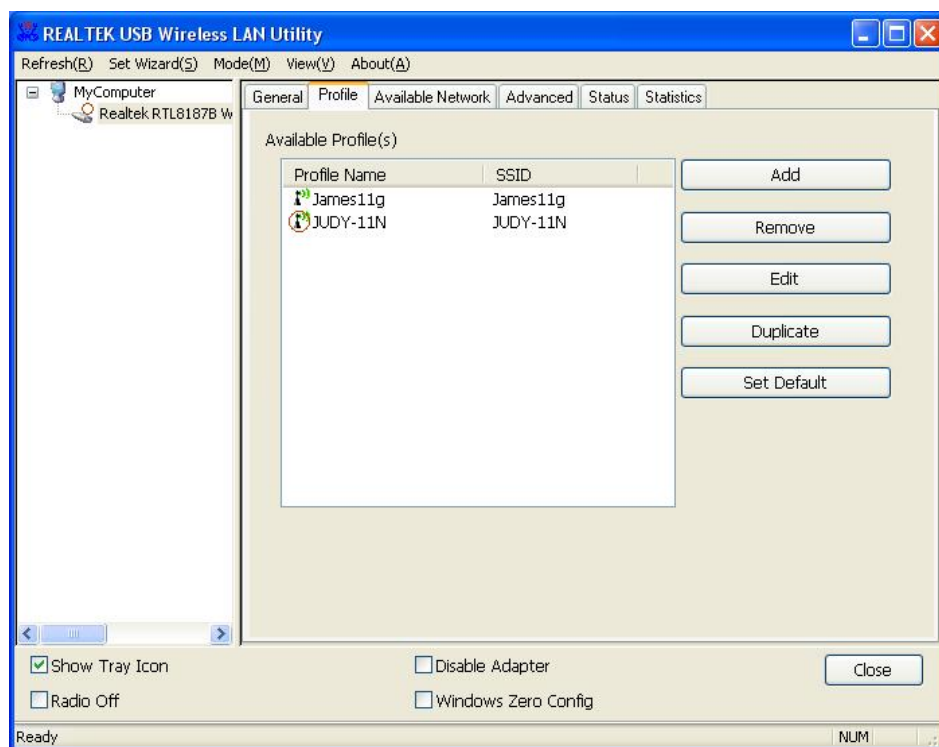 REALTEK USB Wireless LAN Utility
Refresh(R) Set Wizard(S) Mode(M) View(V) About(A)
MyComputer
Realtek RTL8187B W
General Profile Available Network Advanced Status Statistics
Available Profile(s)
Profile Name SSID
James11g James11g
JUDY-11N JUDY-11N
Add
Remove
Edit
Duplicate
Set Default
Show Tray Icon
Radio Off
Disable Adapter
Windows Zero Config
Close
Ready NUM